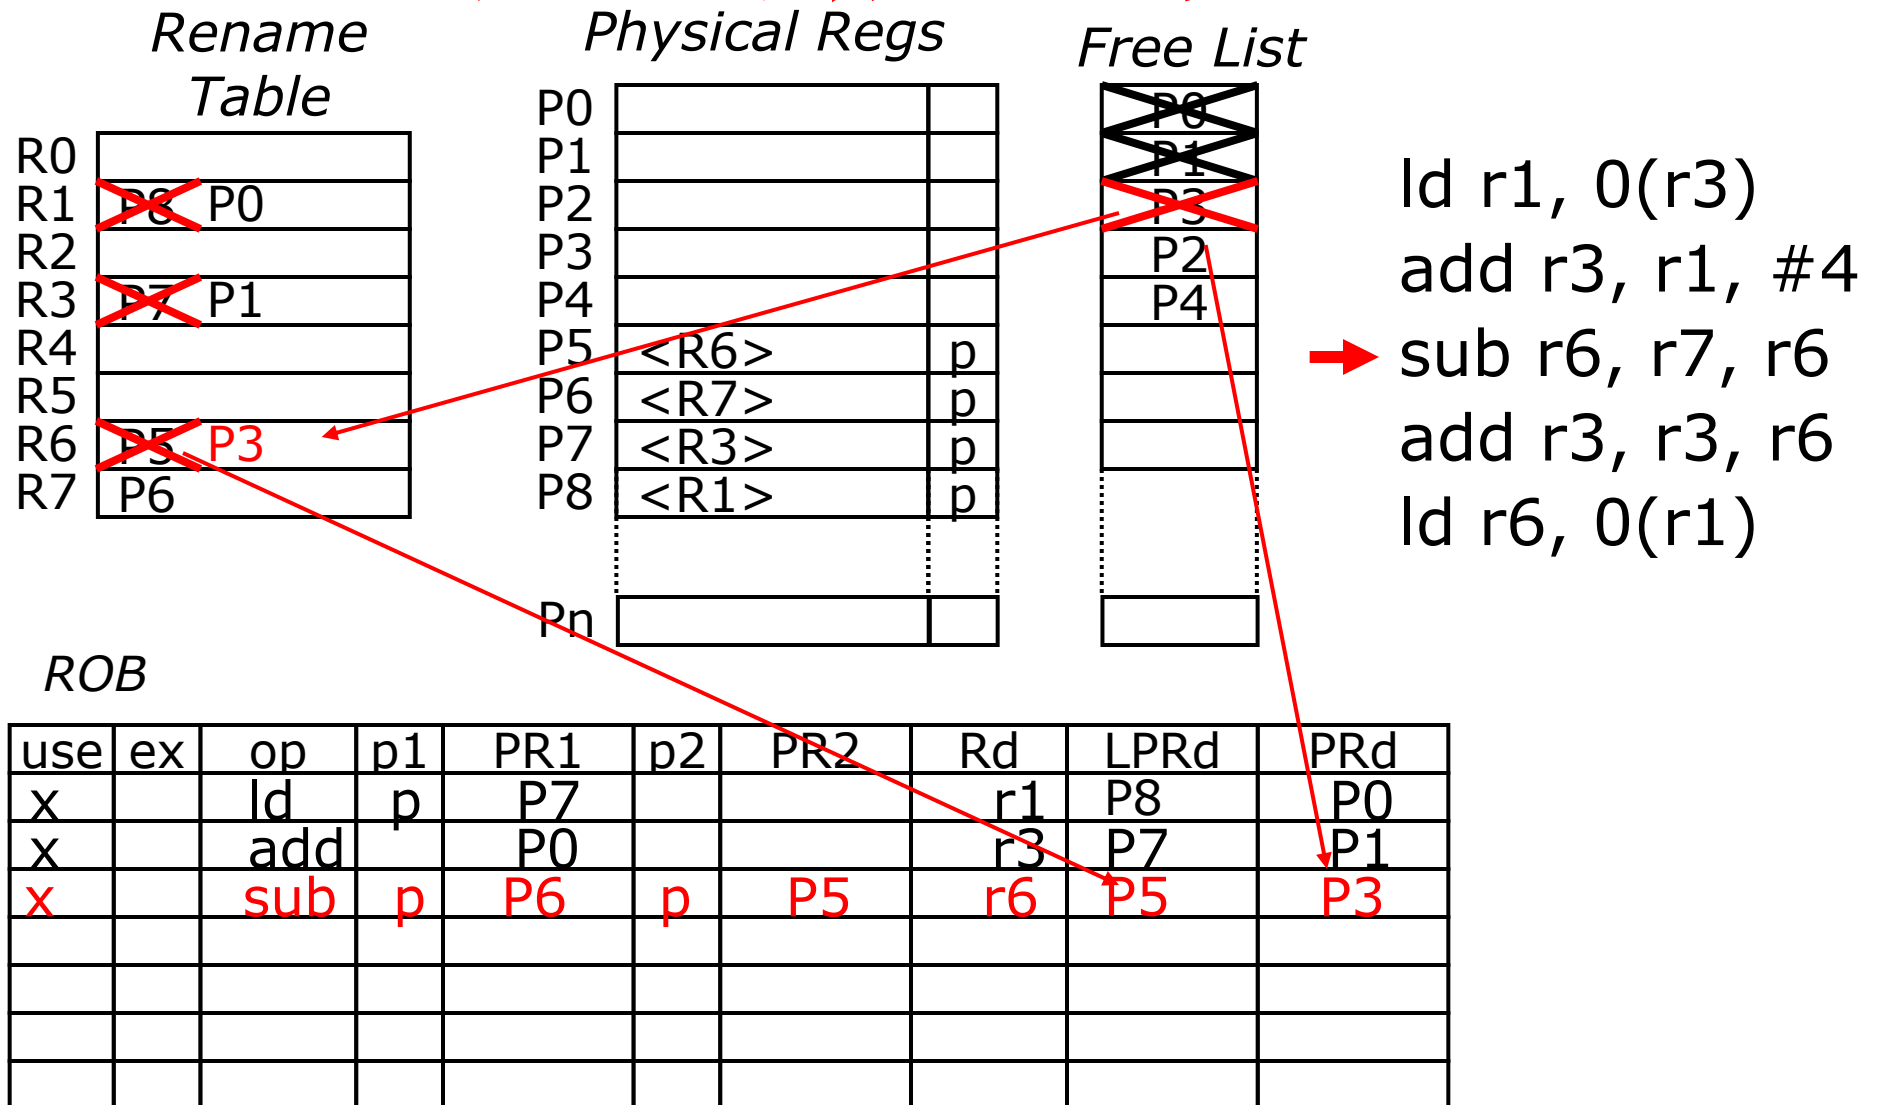 Rename
Table
Physical Regs
Free List
R0
R1 P8 P0
R2
R3 P7 P1
R4
R5
R6 P5 P3
R7 P6
P0
P1
P2
P3
P4
P5 <R6> p
P6 <R7> p
P7 <R3> p
P8 <R1> p
Pn
P0
P1
P3
P2
P4
ld r1, 0(r3)
add r3, r1, #4
sub r6, r7, r6
add r3, r3, r6
ld r6, 0(r1)
ROB
use ex op p1 PR1 p2 PR2 Rd LPRd PRd
x ld p P7 r1 P8 P0
x add P0 r3 P7 P1
x sub p P6 p P5 r6 P5 P3